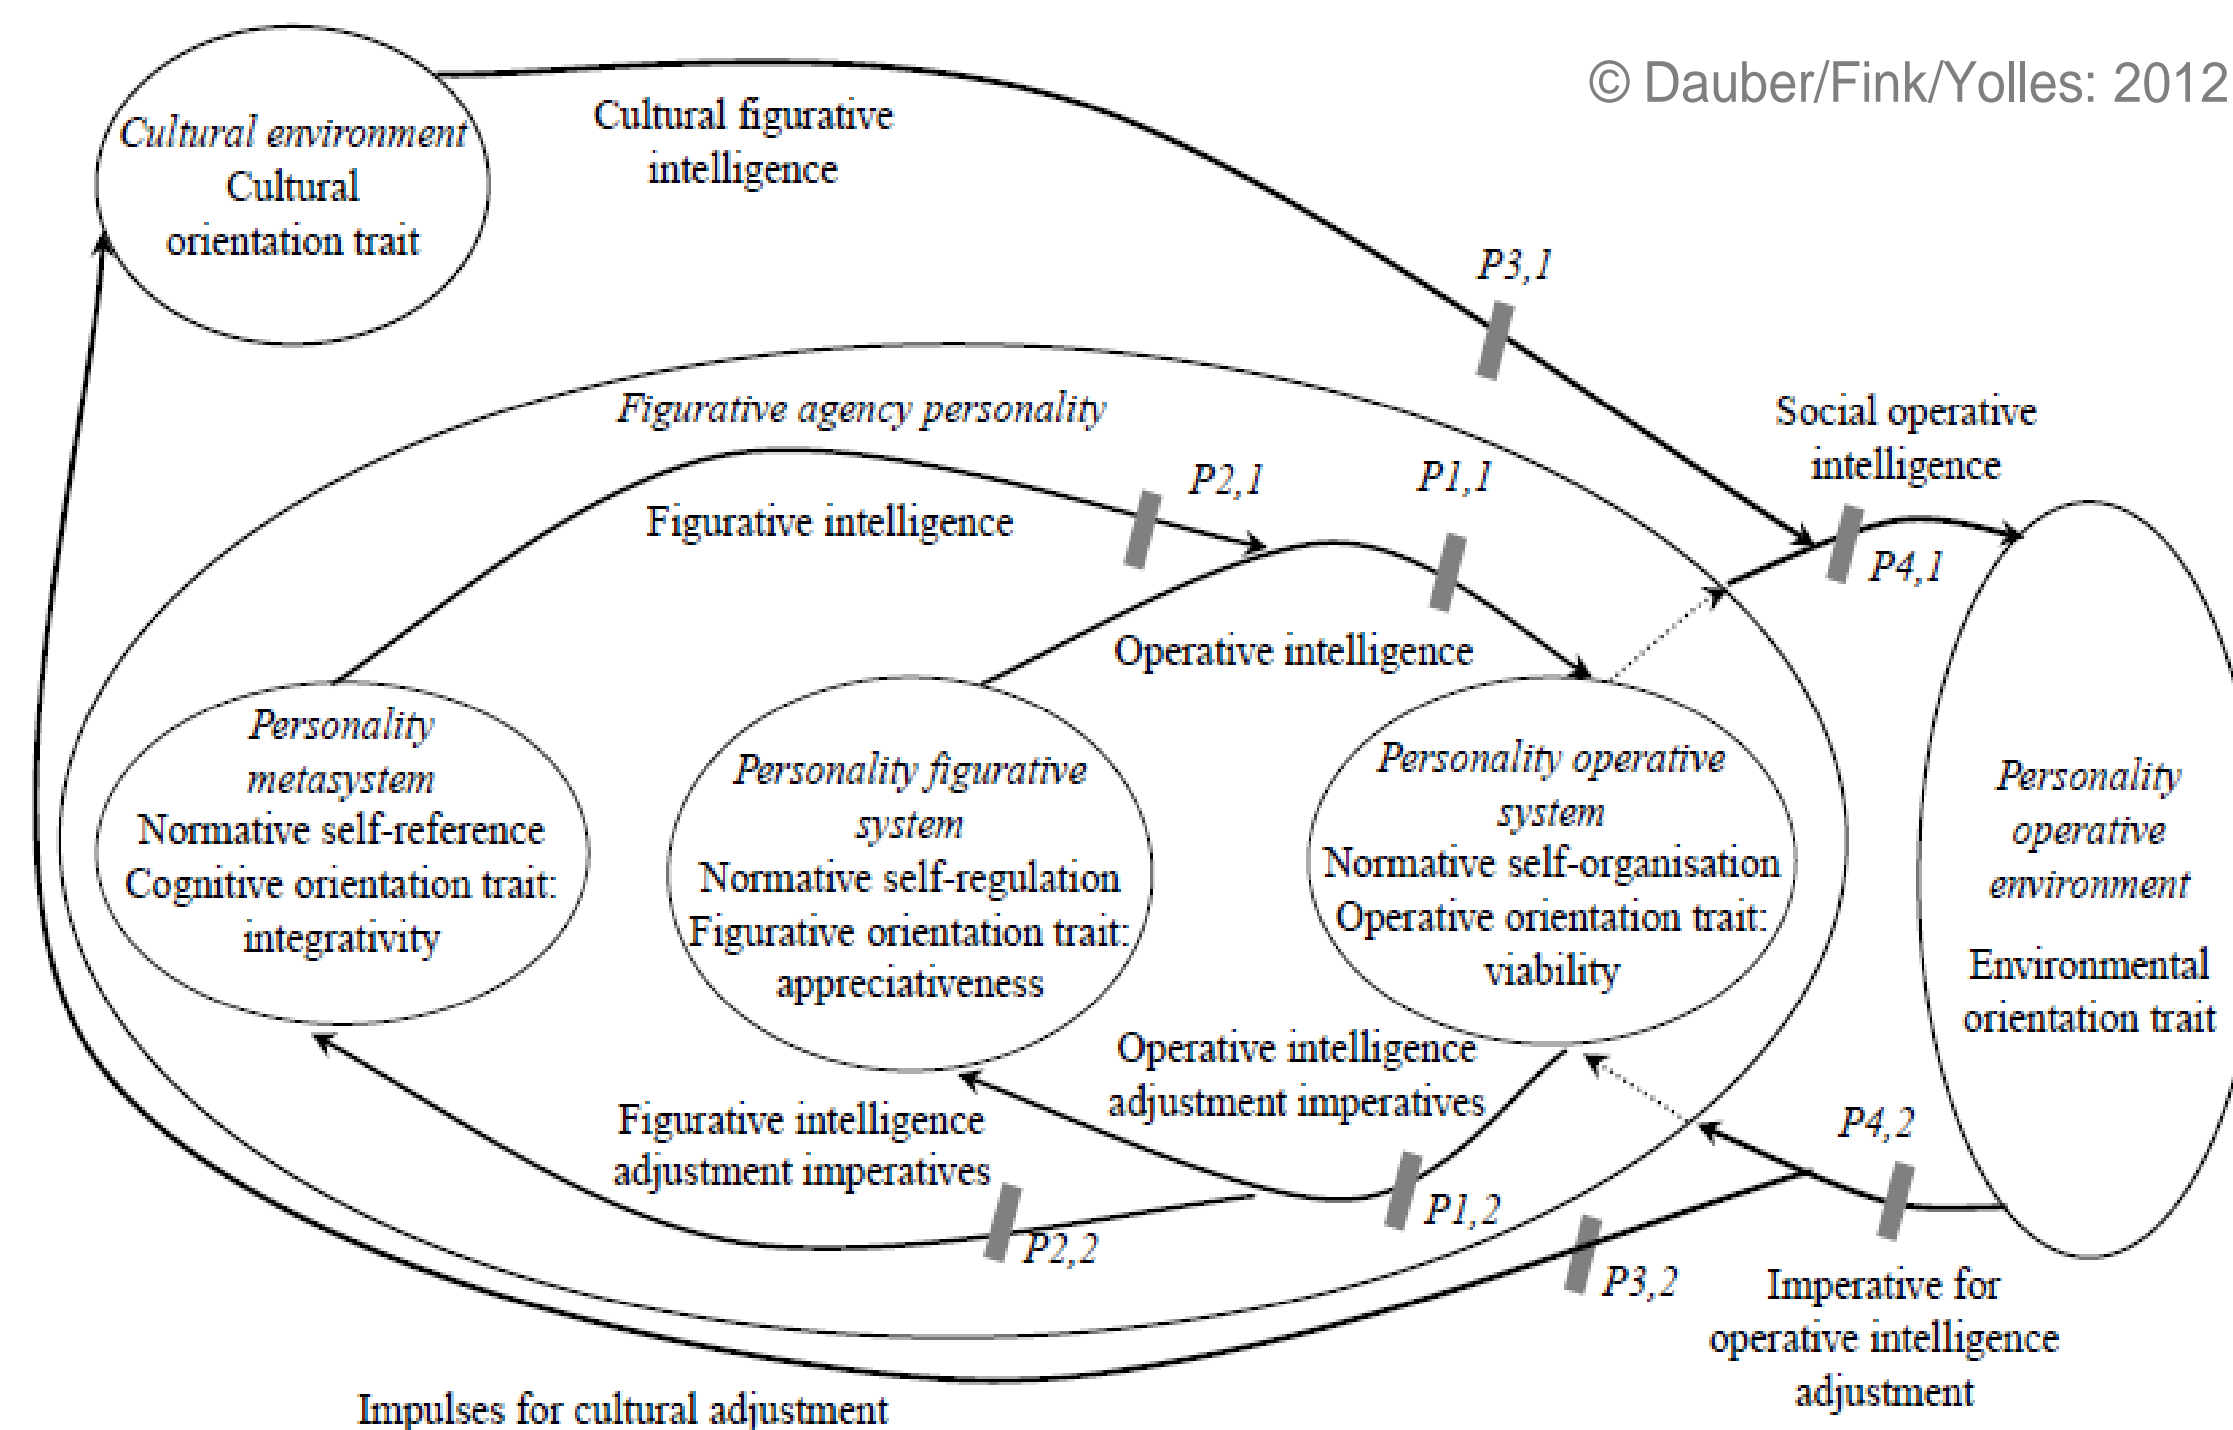 © Dauber/Fink/Yolles: 2012
Cultural environment
Cultural
orientation trait
Cultural figurative
intelligence
P3,1
Figurative agency personality
Social operative
intelligence
P2,1
P1,1
Figurative intelligence
P4,1
Operative intelligence
Personality
metasystem
Normative self-reference
Cognitive orientation trait:
integrativity
Personality figurative
system
Normative self-regulation
Figurative orientation trait:
appreciativeness
Personality operative
system
Normative self-organisation
Operative orientation trait:
viability
Personality
operative
environment
Environmental
orientation trait
Operative intelligence
adjustment imperatives
Figurative intelligence
adjustment imperatives
P4,2
P1,2
P2,2
P3,2
Imperative for
operative intelligence
adjustment
Impulses for cultural adjustment